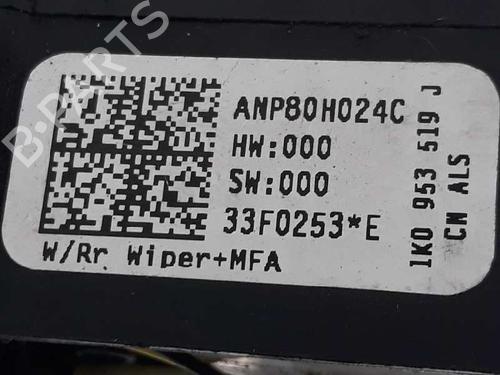 B-PARTS
ANP80H024C
HW:000
SW:000
33F0253*E
W/Rr Wiper+MFA
1K0 953 519 J
CN ALS